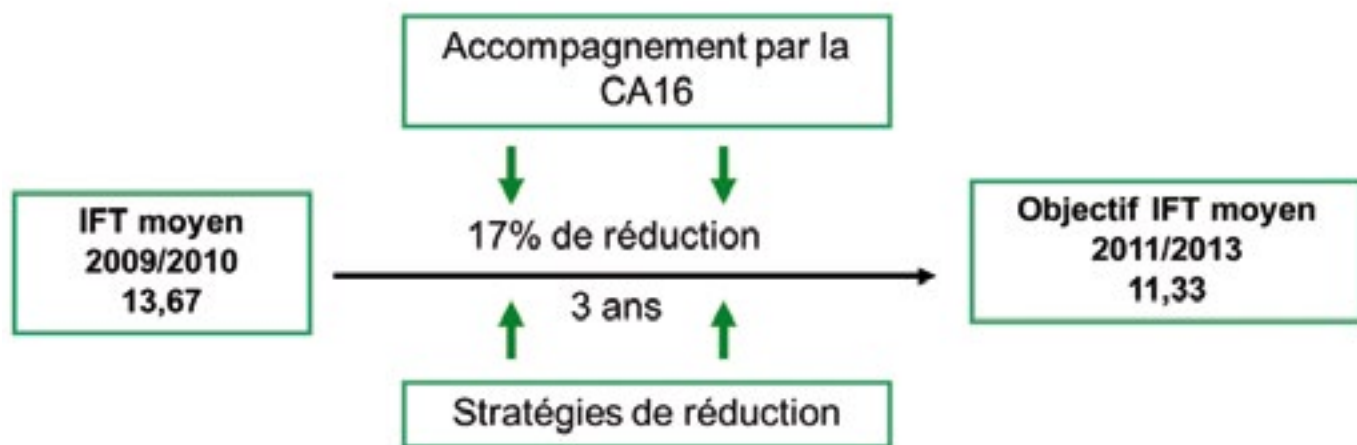 Accompagnement par la
CA16
IFT moyen
2009/2010
13,67
17% de réduction
3 ans
Objectif IFT moyen
2011/2013
11,33
Stratégies de réduction